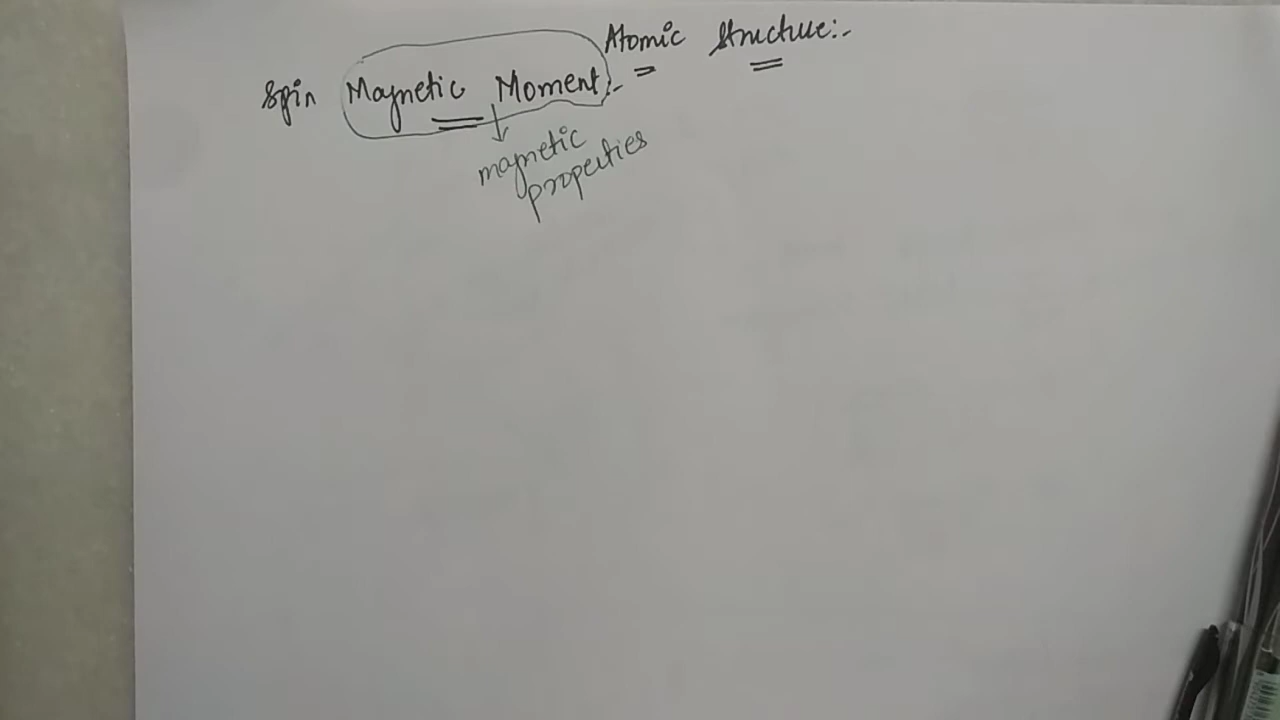 Atomic Structure:-
Spin Magnetic Moment:-
magnetic
properties